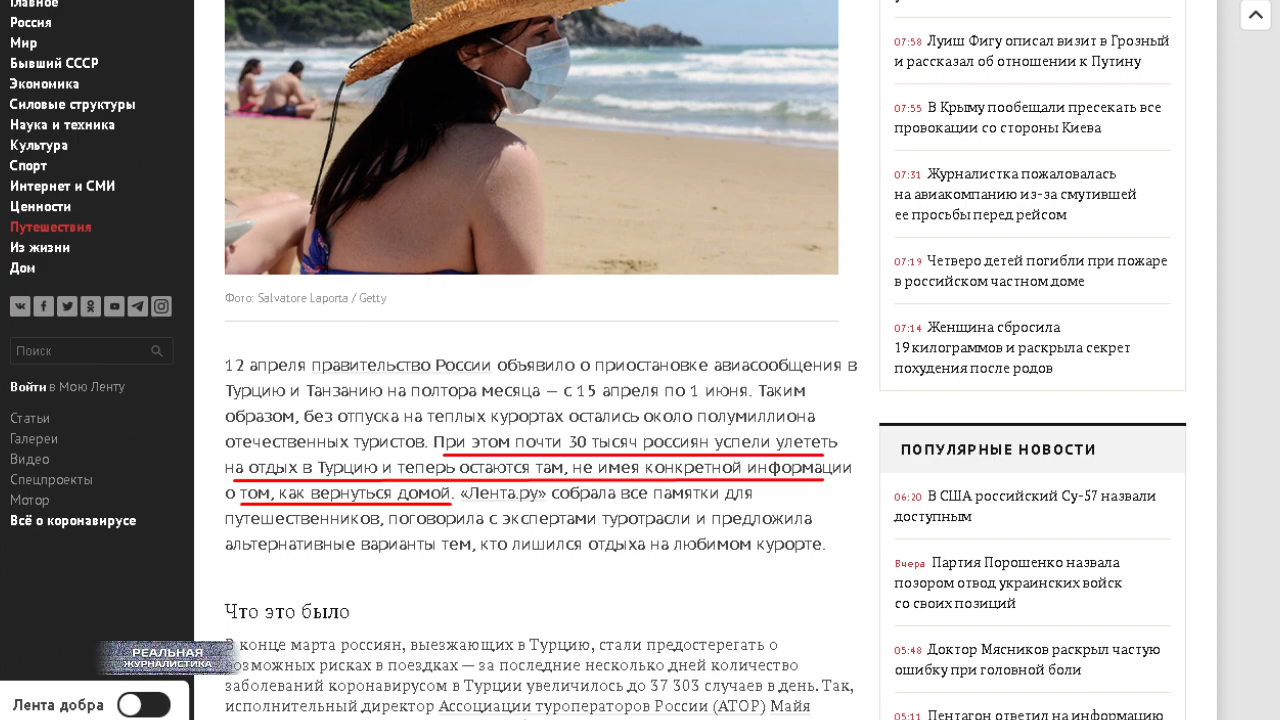 Главное
Россия
Мир
Бывший СССР
Экономика
Силовые структуры
Наука и техника
Культура
Спорт
Интернет и СМИ
Ценности
Путешествия
Из жизни
Дом
Поиск
Войти в Мою Ленту
Статьи
Галереи
Видео
Спецпроекты
Мотор
Всё о коронавирусе
РЕАЛЬНАЯ
ЖУРНАЛИСТИКА
Лента добра
Фото: Salvatore Laporta / Getty
12 апреля правительство России объявило о приостановке авиасообщения в
Турцию и Танзанию на полтора месяца — с 15 апреля по 1 июня. Таким
образом, без отпуска на теплых курортах остались около полумиллиона
отечественных туристов. При этом почти 30 тысяч россиян успели улететь
на отдых в Турцию и теперь остаются там, не имея конкретной информации
о том, как вернуться домой. «Лента.ру» собрала все памятки для
путешественников, поговорила с экспертами туротрасли и предложила
альтернативные варианты тем, кто лишился отдыха на любимом курорте.
Что это было
В конце марта россиян, выезжающих в Турцию, стали предостерегать о
возможных рисках в поездках — за последние несколько дней количество
заболеваний коронавирусом в Турции увеличилось до 37 303 случаев в день. Так,
исполнительный директор Ассоциации туроператоров России (АТОР) Майя
07:58 Луиш Фигу описал визит в Грозный
и рассказал об отношении к Путину
07:55 В Крыму пообещали пресекать все
провокации со стороны Киева
07:31 Журналистка пожаловалась
на авиакомпанию из-за смутившей
ее просьбы перед рейсом
07:19 Четверо детей погибли при пожаре
в российском частном доме
07:14 Женщина сбросила
19 килограммов и раскрыла секрет
похудения после родов
ПОПУЛЯРНЫЕ НОВОСТИ
06:20 В США российский Су-57 назвали
доступным
Вчера Партия Порошенко назвала
позором отвод украинских войск
со своих позиций
05:48 Доктор Мясников раскрыл частую
ошибку при головной боли
05:11 Пентагон ответил на информацию